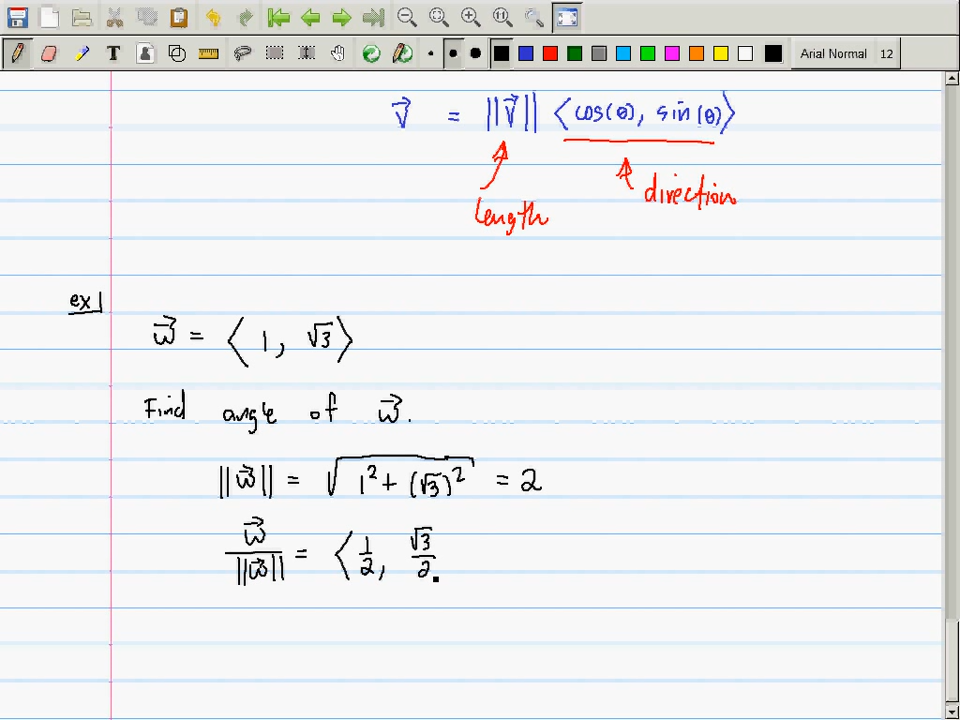 Arial Normal 12
v⃗ = ||v⃗|| ⟨cos(θ), sin(θ)⟩
length
direction
ex1
w⃗ = ⟨ 1, √3 ⟩
Find angle of w⃗.
||w⃗|| = √(1² + (√3)²) = 2
w⃗/||w⃗|| = ⟨ 1/2, √3/2